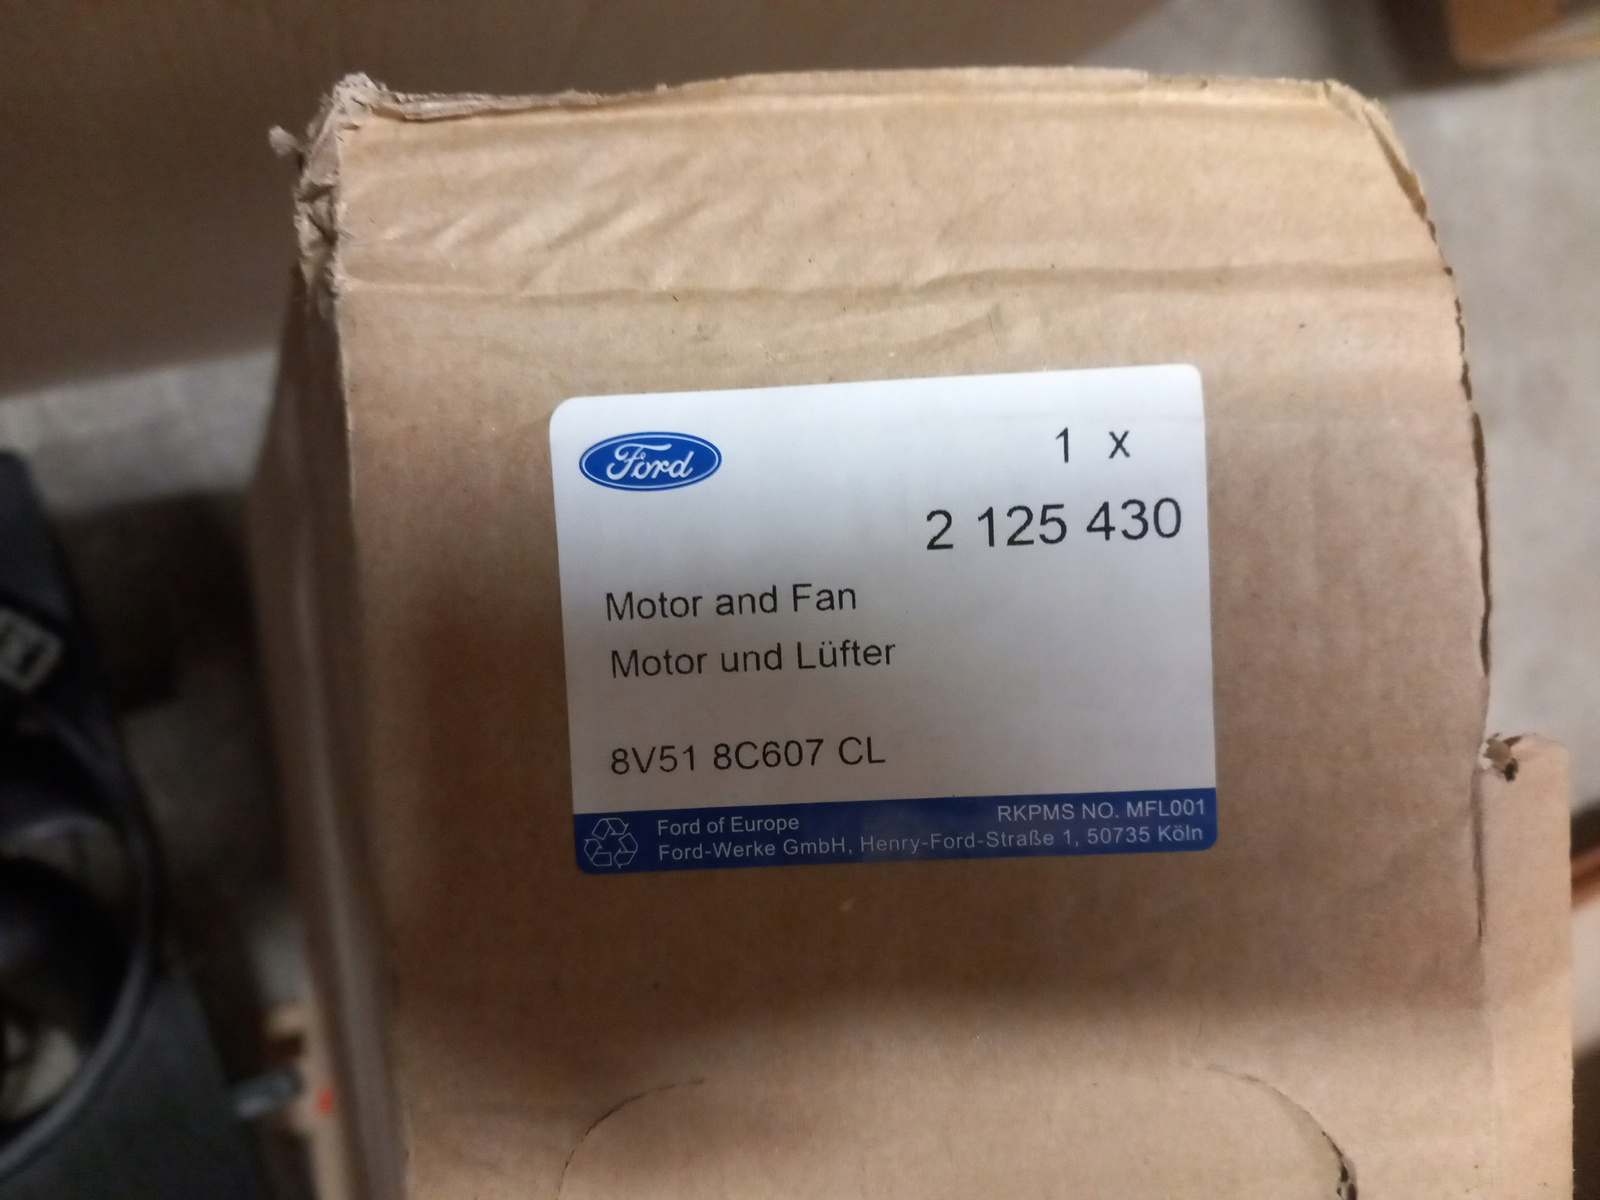 Ford
1 x
2 125 430
Motor and Fan
Motor und Lüfter
8V51 8C607 CL
RKPMS NO. MFL001
Ford of Europe
Ford-Werke GmbH, Henry-Ford-Straße 1, 50735 Köln